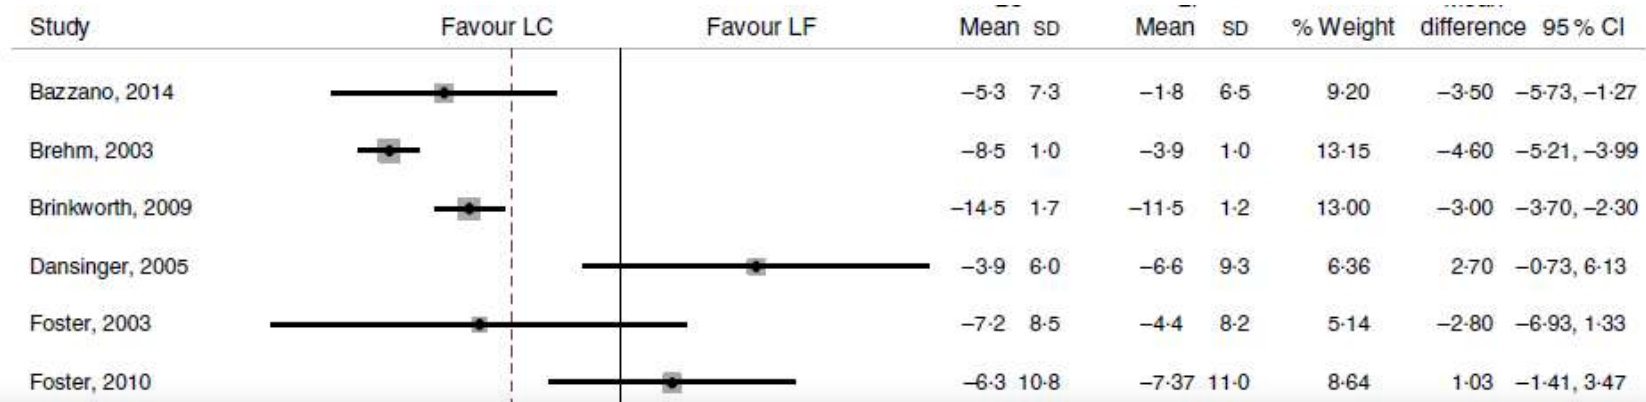 Study Favour LC Favour LF Mean SD Mean SD % Weight difference 95 % CI
Bazzano, 2014 −5·3 7·3 −1·8 6·5 9·20 −3·50 −5·73, −1·27
Brehm, 2003 −8·5 1·0 −3·9 1·0 13·15 −4·60 −5·21, −3·99
Brinkworth, 2009 −14·5 1·7 −11·5 1·2 13·00 −3·00 −3·70, −2·30
Dansinger, 2005 −3·9 6·0 −6·6 9·3 6·36 2·70 −0·73, 6·13
Foster, 2003 −7·2 8·5 −4·4 8·2 5·14 −2·80 −6·93, 1·33
Foster, 2010 −6·3 10·8 −7·37 11·0 8·64 1·03 −1·41, 3·47